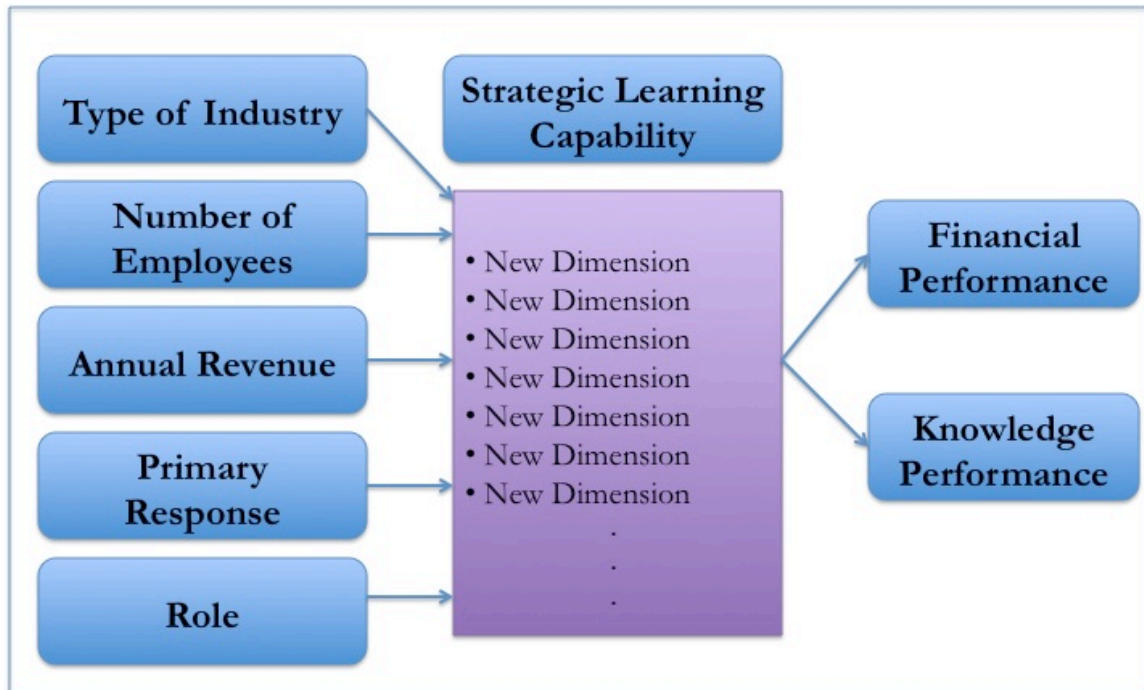 Type of Industry
Number of
Employees
Annual Revenue
Primary
Response
Role
Strategic Learning
Capability
• New Dimension
• New Dimension
• New Dimension
• New Dimension
• New Dimension
• New Dimension
• New Dimension
.
.
.
Financial
Performance
Knowledge
Performance